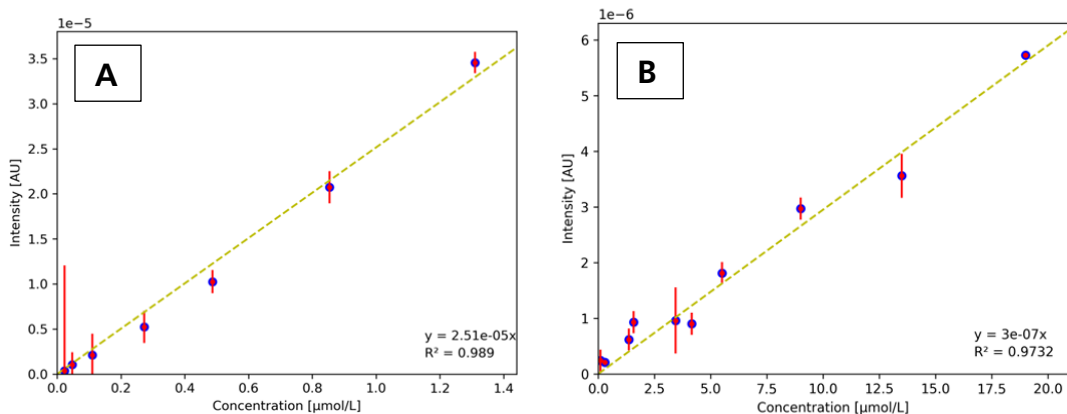 1e−5
A
3.5
3.0
2.5
2.0
1.5
1.0
0.5
0.0
Intensity [AU]
y = 2.51e-05x
R² = 0.989
0.0 0.2 0.4 0.6 0.8 1.0 1.2 1.4
Concentration [μmol/L]
1e−6
B
6
5
4
3
2
1
0
Intensity [AU]
y = 3e-07x
R² = 0.9732
0.0 2.5 5.0 7.5 10.0 12.5 15.0 17.5 20.0
Concentration [μmol/L]